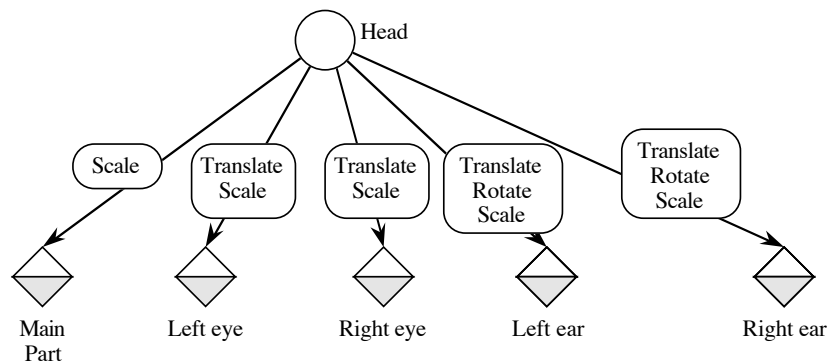 Head
Scale
Translate
Scale
Translate
Scale
Translate
Rotate
Scale
Translate
Rotate
Scale
Main
Part
Left eye
Right eye
Left ear
Right ear